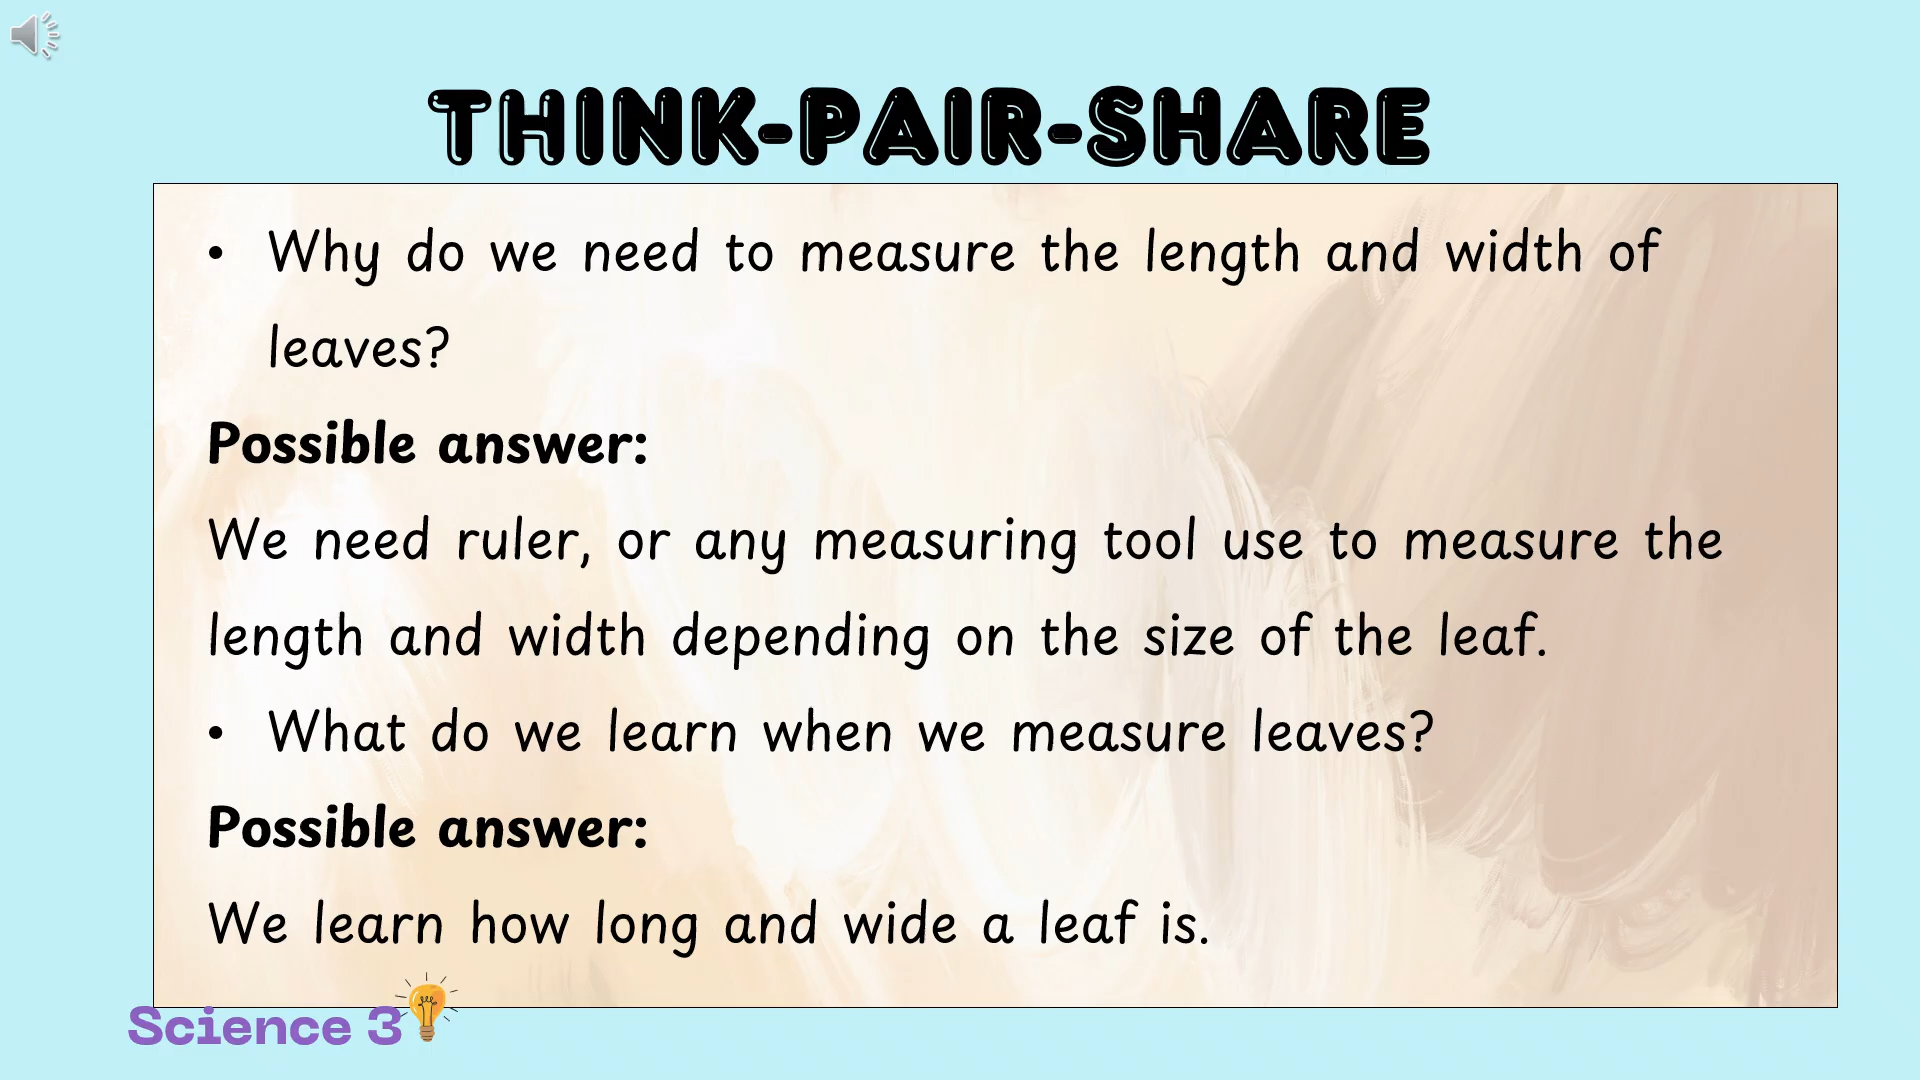 THINK-PAIR-SHARE
• Why do we need to measure the length and width of
leaves?
Possible answer:
We need ruler, or any measuring tool use to measure the
length and width depending on the size of the leaf.
• What do we learn when we measure leaves?
Possible answer:
We learn how long and wide a leaf is.
Science 3